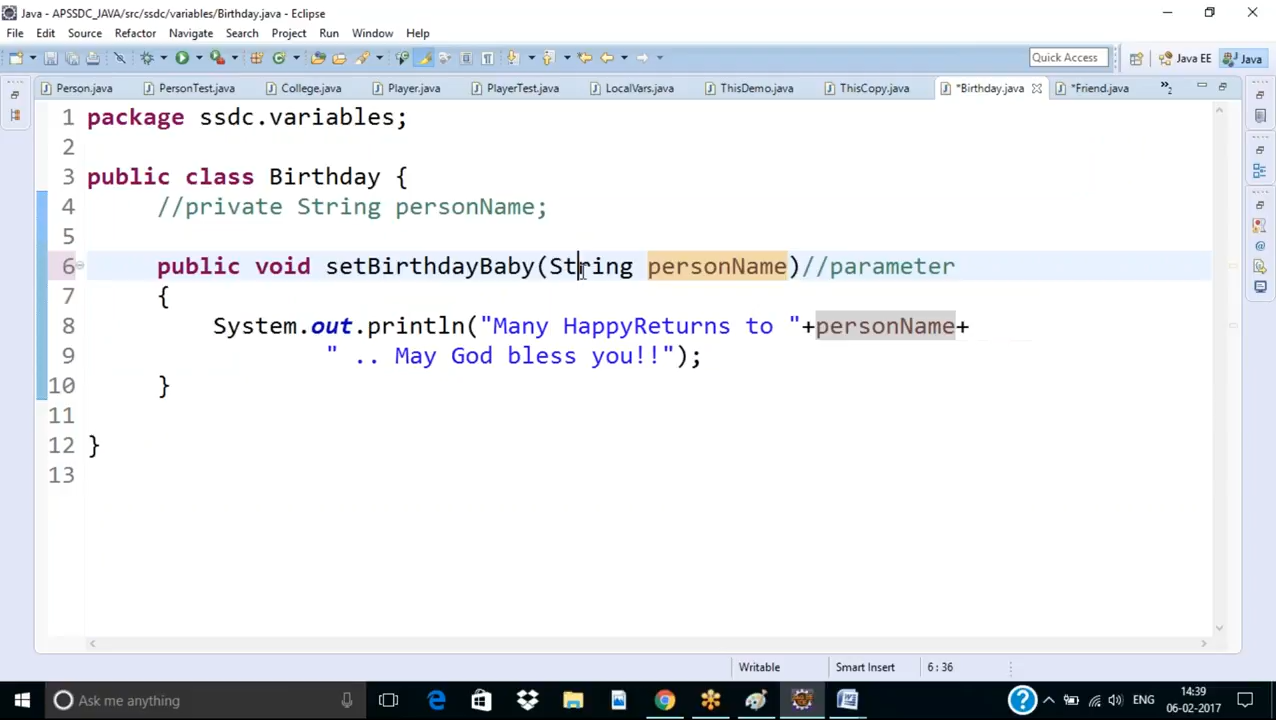 Java - APSSDC_JAVA/src/ssdc/variables/Birthday.java - Eclipse
File Edit Source Refactor Navigate Search Project Run Window Help
Quick Access Java EE Java
Person.java PersonTest.java College.java Player.java PlayerTest.java LocalVars.java ThisDemo.java ThisCopy.java *Birthday.java *Friend.java »2
1 package ssdc.variables;
2
3 public class Birthday {
4 //private String personName;
5
6 public void setBirthdayBaby(String personName)//parameter
7 {
8 System.out.println("Many HappyReturns to "+personName+
9 " .. May God bless you!!");
10 }
11
12 }
13
Writable Smart Insert 6 : 36
Ask me anything ENG 14:39
06-02-2017